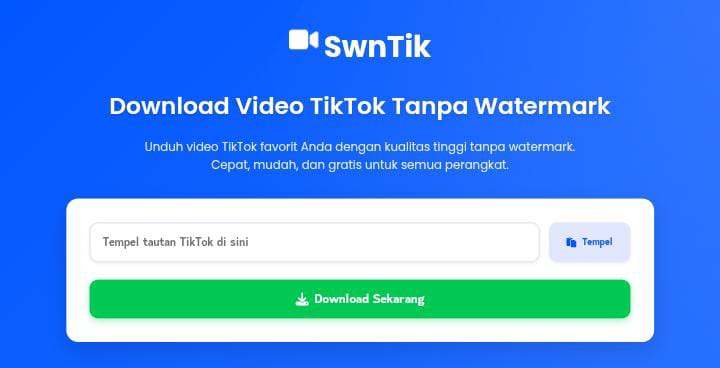 SwnTik
Download Video TikTok Tanpa Watermark
Unduh video TikTok favorit Anda dengan kualitas tinggi tanpa watermark.
Cepat, mudah, dan gratis untuk semua perangkat.
Tempel tautan TikTok di sini
Tempel
Download Sekarang